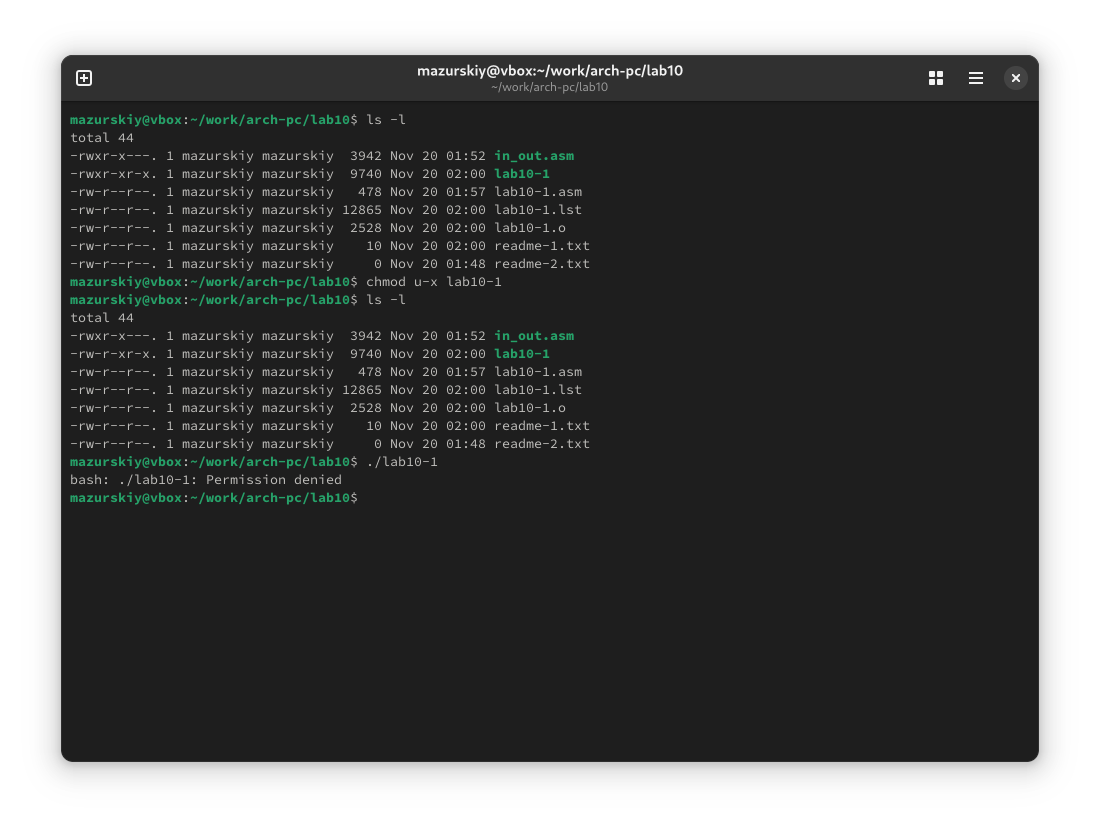 mazurskiy@vbox:~/work/arch-pc/lab10
~/work/arch-pc/lab10
mazurskiy@vbox:~/work/arch-pc/lab10$ ls -l
total 44
-rwxr-x---. 1 mazurskiy mazurskiy  3942 Nov 20 01:52 in_out.asm
-rwxr-xr-x. 1 mazurskiy mazurskiy  9740 Nov 20 02:00 lab10-1
-rw-r--r--. 1 mazurskiy mazurskiy   478 Nov 20 01:57 lab10-1.asm
-rw-r--r--. 1 mazurskiy mazurskiy 12865 Nov 20 02:00 lab10-1.lst
-rw-r--r--. 1 mazurskiy mazurskiy  2528 Nov 20 02:00 lab10-1.o
-rw-r--r--. 1 mazurskiy mazurskiy    10 Nov 20 02:00 readme-1.txt
-rw-r--r--. 1 mazurskiy mazurskiy     0 Nov 20 01:48 readme-2.txt
mazurskiy@vbox:~/work/arch-pc/lab10$ chmod u-x lab10-1
mazurskiy@vbox:~/work/arch-pc/lab10$ ls -l
total 44
-rwxr-x---. 1 mazurskiy mazurskiy  3942 Nov 20 01:52 in_out.asm
-rw-r-xr-x. 1 mazurskiy mazurskiy  9740 Nov 20 02:00 lab10-1
-rw-r--r--. 1 mazurskiy mazurskiy   478 Nov 20 01:57 lab10-1.asm
-rw-r--r--. 1 mazurskiy mazurskiy 12865 Nov 20 02:00 lab10-1.lst
-rw-r--r--. 1 mazurskiy mazurskiy  2528 Nov 20 02:00 lab10-1.o
-rw-r--r--. 1 mazurskiy mazurskiy    10 Nov 20 02:00 readme-1.txt
-rw-r--r--. 1 mazurskiy mazurskiy     0 Nov 20 01:48 readme-2.txt
mazurskiy@vbox:~/work/arch-pc/lab10$ ./lab10-1
bash: ./lab10-1: Permission denied
mazurskiy@vbox:~/work/arch-pc/lab10$